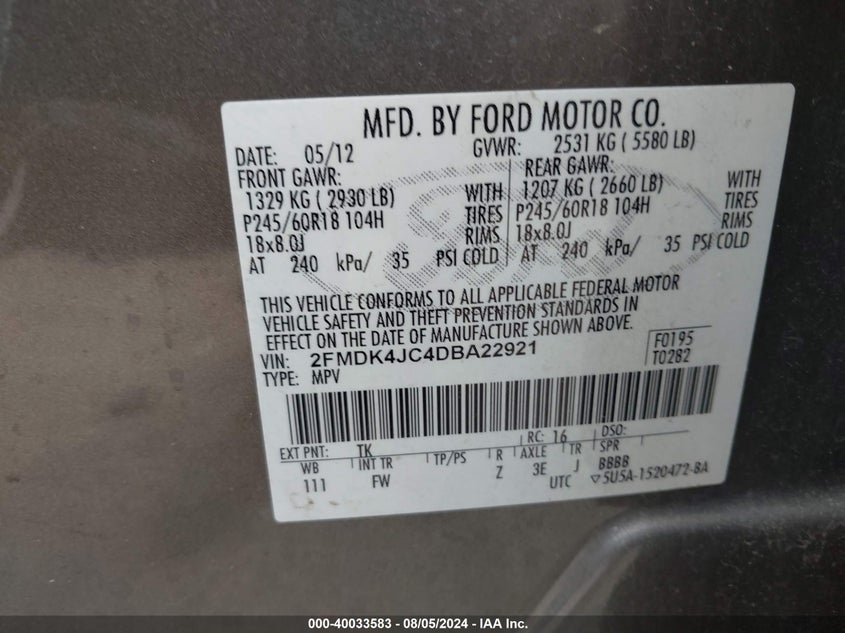 MFD. BY FORD MOTOR CO.
DATE: 05/12 GVWR: 2531 KG ( 5580 LB)
FRONT GAWR: REAR GAWR:
1329 KG ( 2930 LB) WITH 1207 KG ( 2660 LB) WITH
P245/60R18 104H TIRES P245/60R18 104H TIRES
18x8.0J RIMS 18x8.0J RIMS
AT 240 kPa/ 35 PSI COLD AT 240 kPa/ 35 PSI COLD
Ford
THIS VEHICLE CONFORMS TO ALL APPLICABLE FEDERAL MOTOR
VEHICLE SAFETY AND THEFT PREVENTION STANDARDS IN
EFFECT ON THE DATE OF MANUFACTURE SHOWN ABOVE.
VIN: 2FMDK4JC4DBA22921 F0195
TYPE: MPV T0282
EXT PNT: TK RC: 16 DSO:
WB INT TR TP/PS R AXLE TR SPR
111 FW Z 3E J BBBB
UTC ▽5U5A-1520472-BA
000-40033583 - 08/05/2024 - IAA Inc.